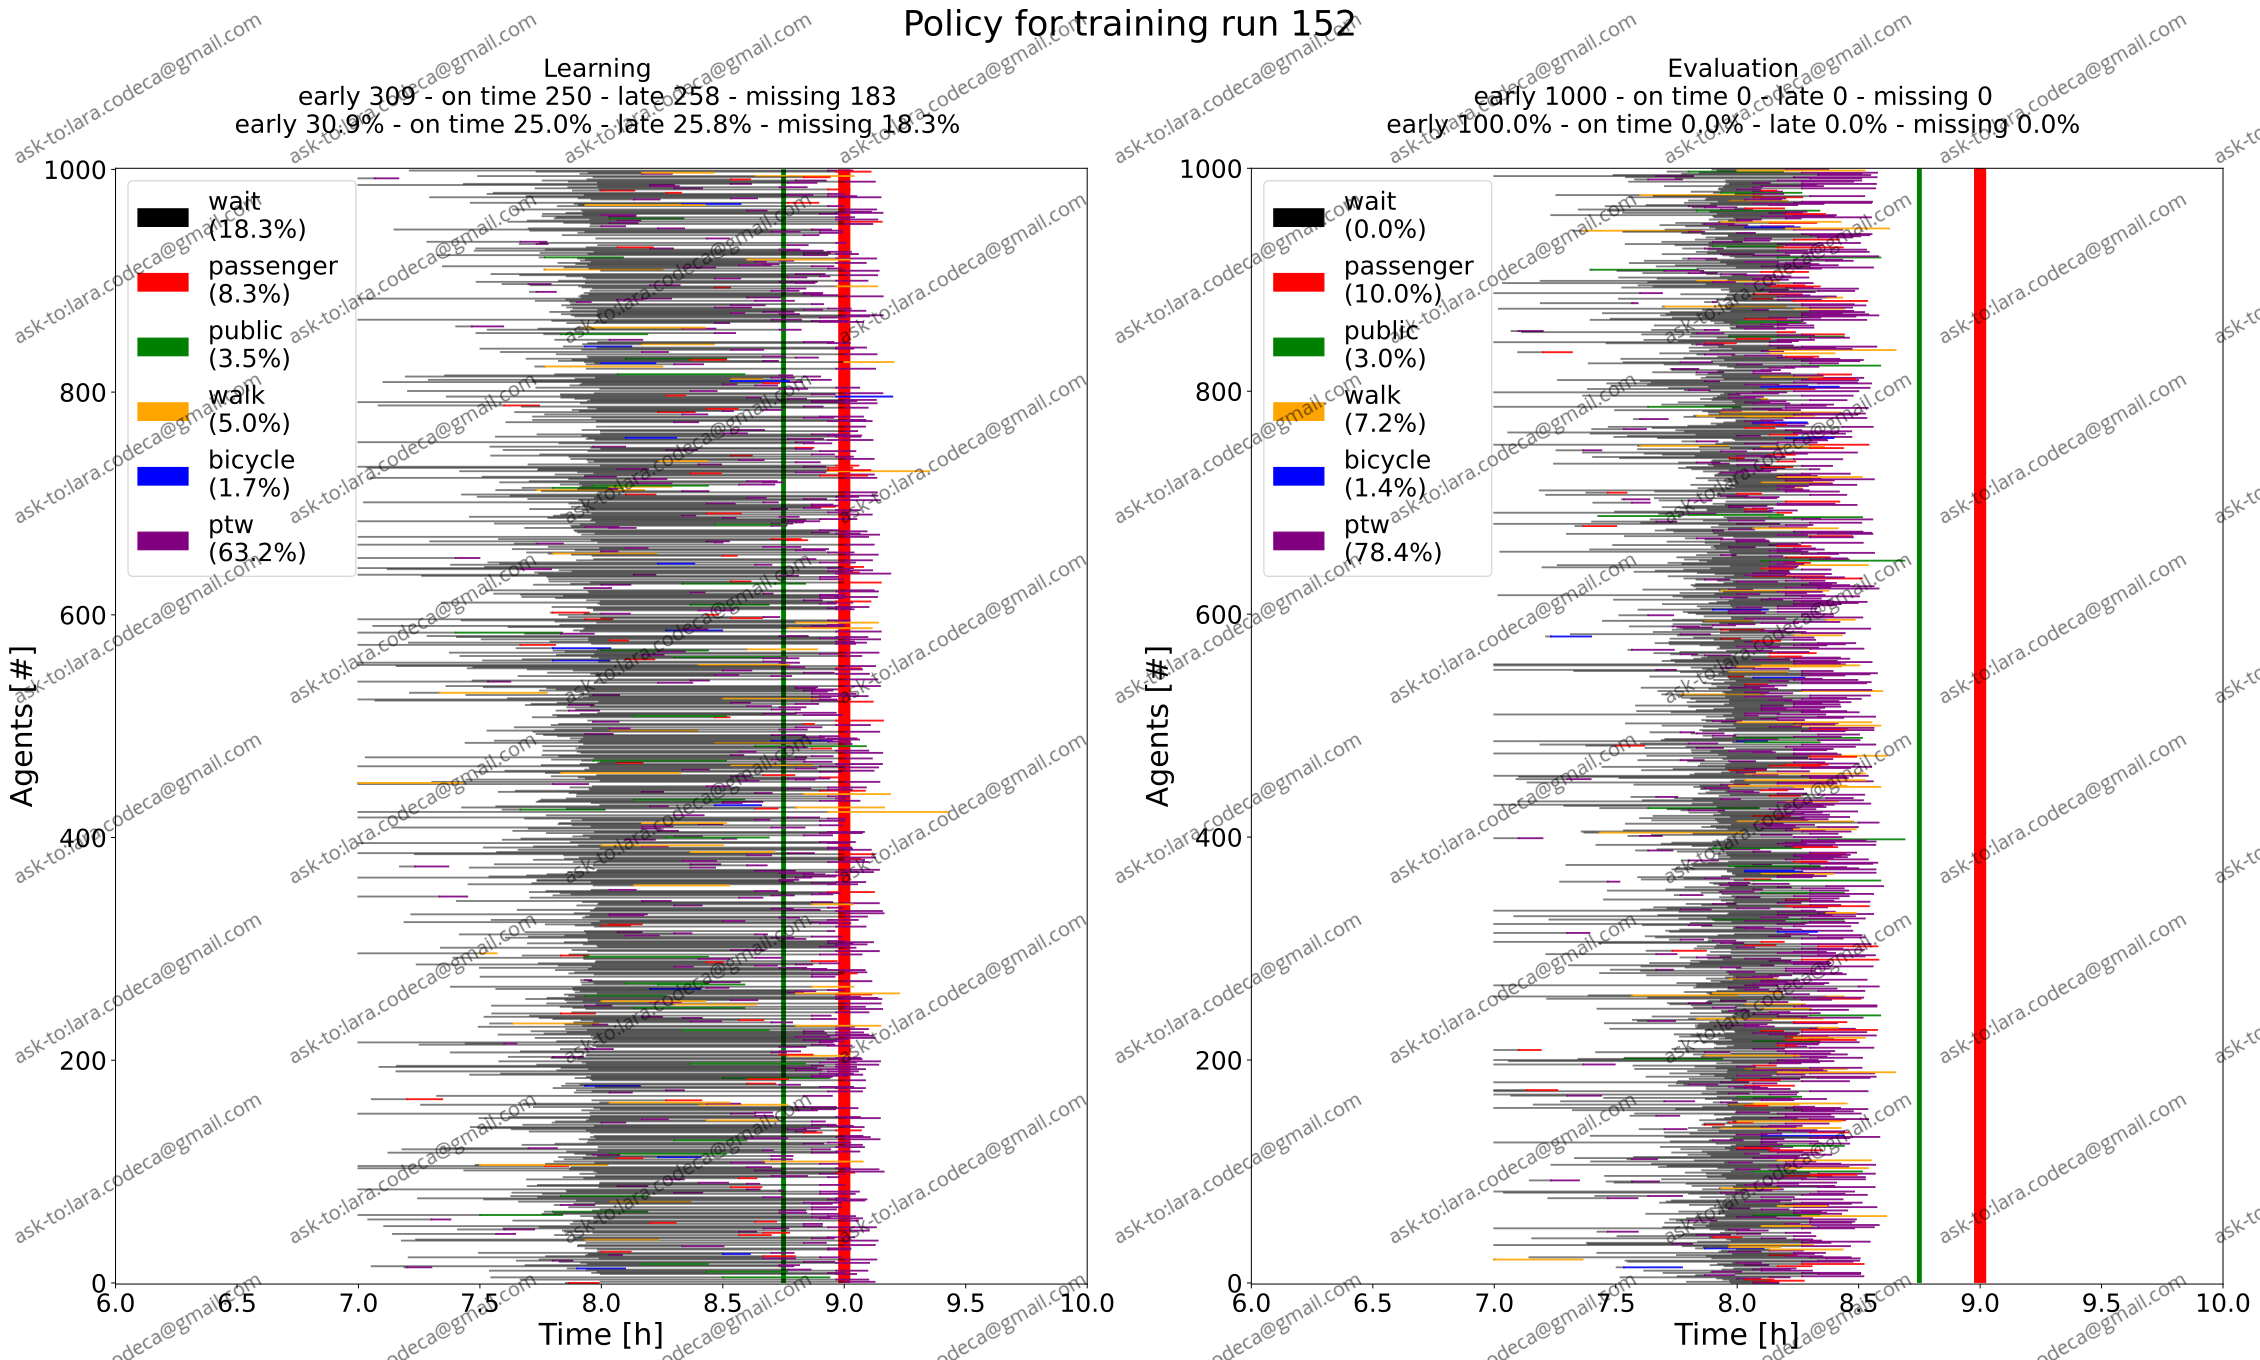 Policy for training run 152
Learning
early 309 - on time 250 - late 258 - missing 183
early 30.9% - on time 25.0% - late 25.8% - missing 18.3%
Agents [#]
1000
800
600
400
200
0
wait
(18.3%)
passenger
(8.3%)
public
(3.5%)
walk
(5.0%)
bicycle
(1.7%)
ptw
(63.2%)
6.0 6.5 7.0 7.5 8.0 8.5 9.0 9.5 10.0
Time [h]
Evaluation
early 1000 - on time 0 - late 0 - missing 0
early 100.0% - on time 0.0% - late 0.0% - missing 0.0%
Agents [#]
1000
800
600
400
200
0
wait
(0.0%)
passenger
(10.0%)
public
(3.0%)
walk
(7.2%)
bicycle
(1.4%)
ptw
(78.4%)
6.0 6.5 7.0 7.5 8.0 8.5 9.0 9.5 10.0
Time [h]
ask-to:lara.codeca@gmail.com